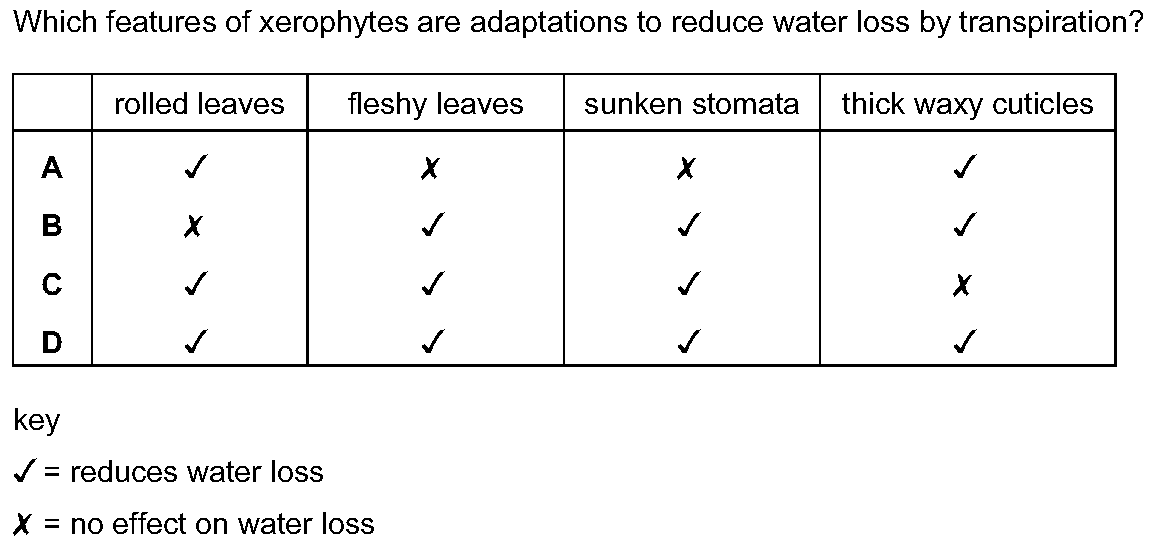 Which features of xerophytes are adaptations to reduce water loss by transpiration?
rolled leaves fleshy leaves sunken stomata thick waxy cuticles
A ✓ ✗ ✗ ✓
B ✗ ✓ ✓ ✓
C ✓ ✓ ✓ ✗
D ✓ ✓ ✓ ✓
key
✓ = reduces water loss
✗ = no effect on water loss